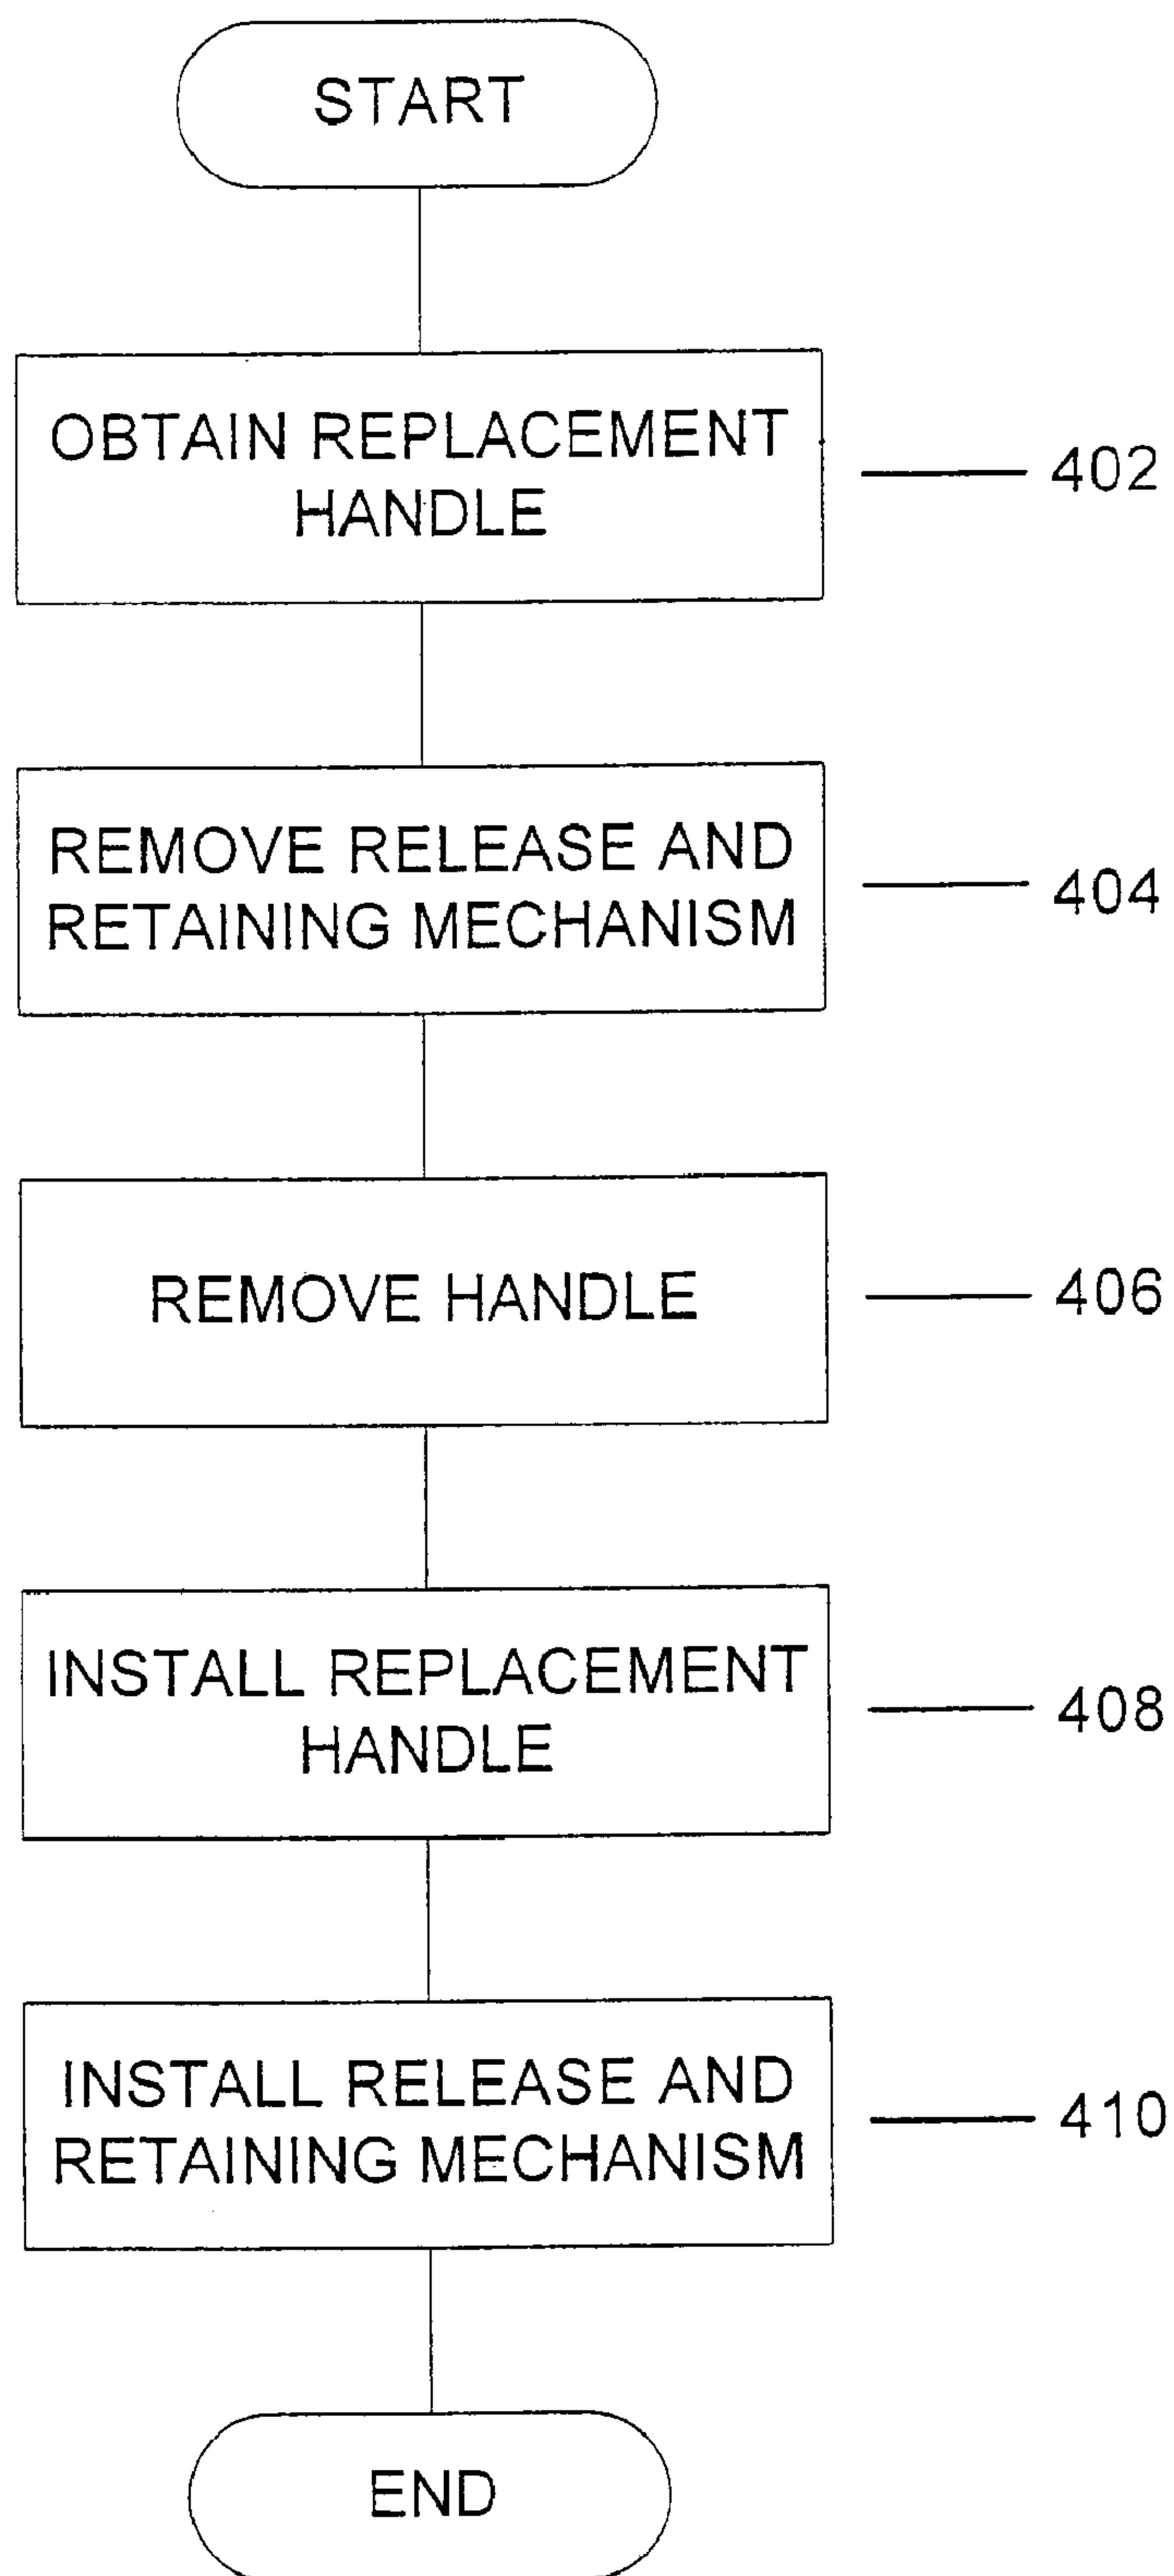 START
OBTAIN REPLACEMENT
HANDLE
402
REMOVE RELEASE AND
RETAINING MECHANISM
404
REMOVE HANDLE
406
INSTALL REPLACEMENT
HANDLE
408
INSTALL RELEASE AND
RETAINING MECHANISM
410
END